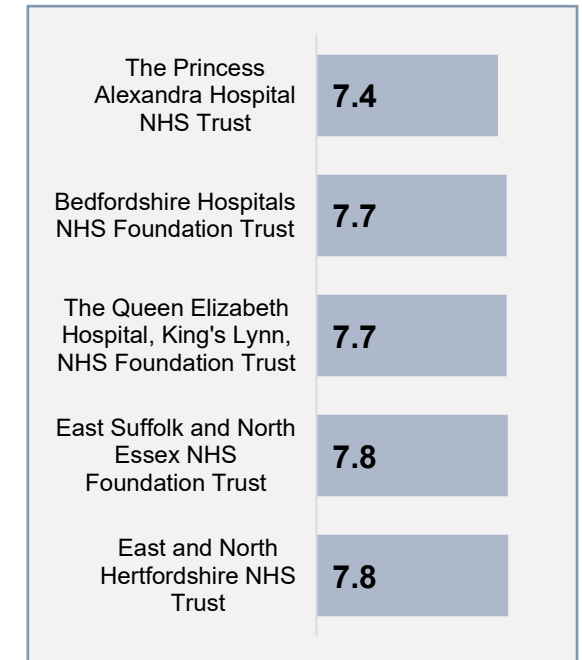 The Princess
Alexandra Hospital
NHS Trust
7.4
Bedfordshire Hospitals
NHS Foundation Trust
7.7
The Queen Elizabeth
Hospital, King's Lynn,
NHS Foundation Trust
7.7
East Suffolk and North
Essex NHS
Foundation Trust
7.8
East and North
Hertfordshire NHS
Trust
7.8